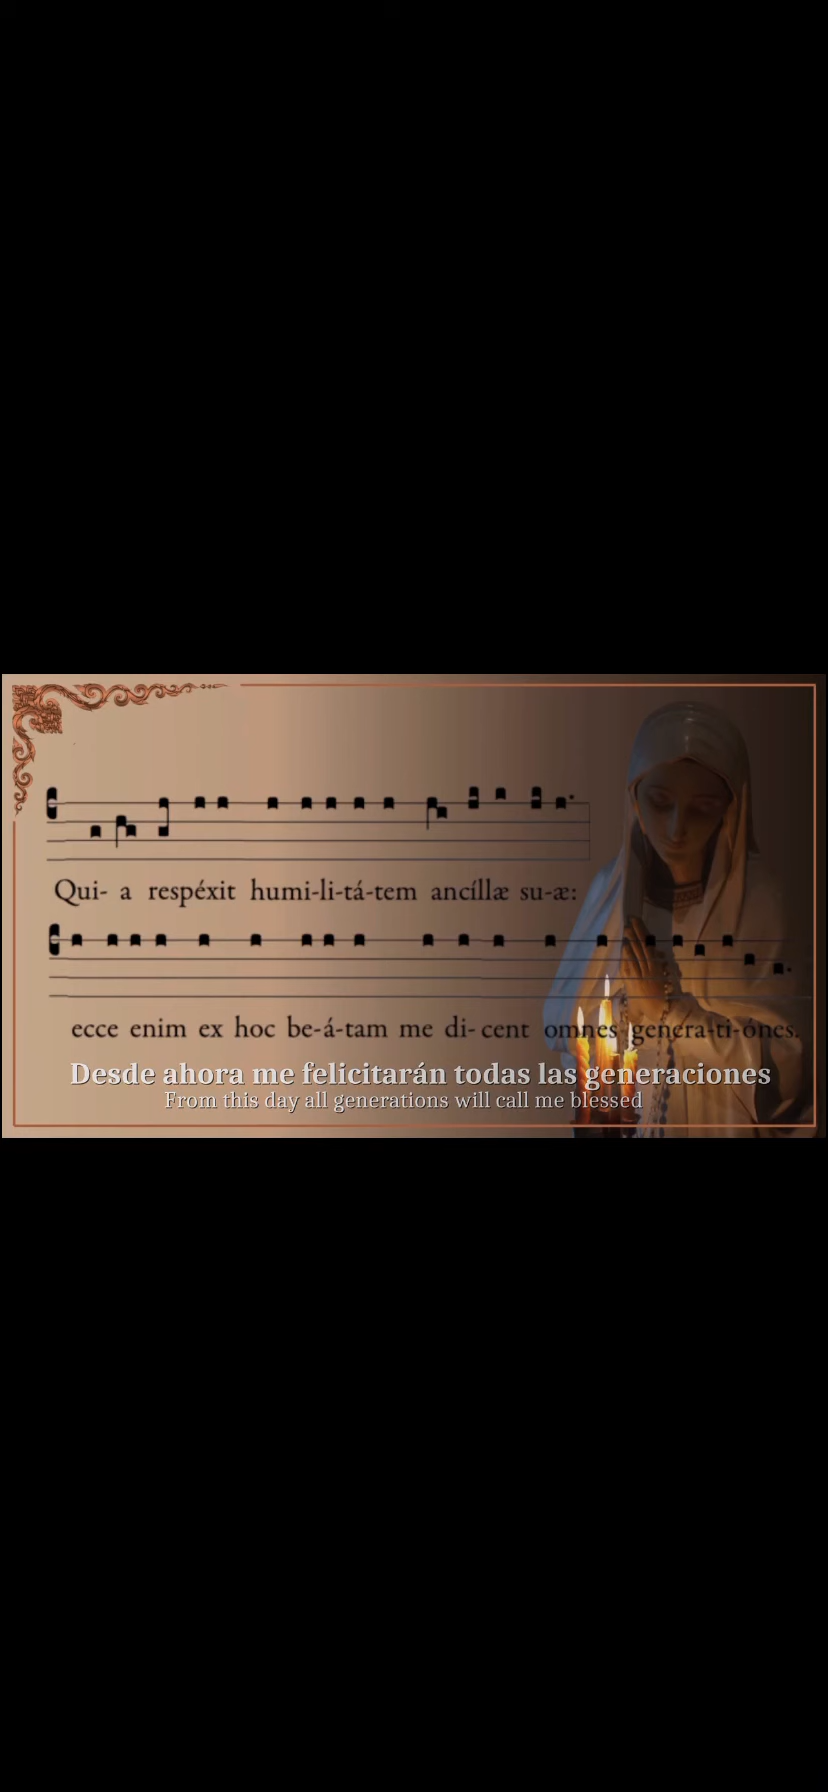 Qui- a respéxit humi-li-tá-tem ancíllæ su-æ:
ecce enim ex hoc be-á-tam me di-cent omnes genera-ti-ónes.
Desde ahora me felicitarán todas las generaciones
From this day all generations will call me blessed